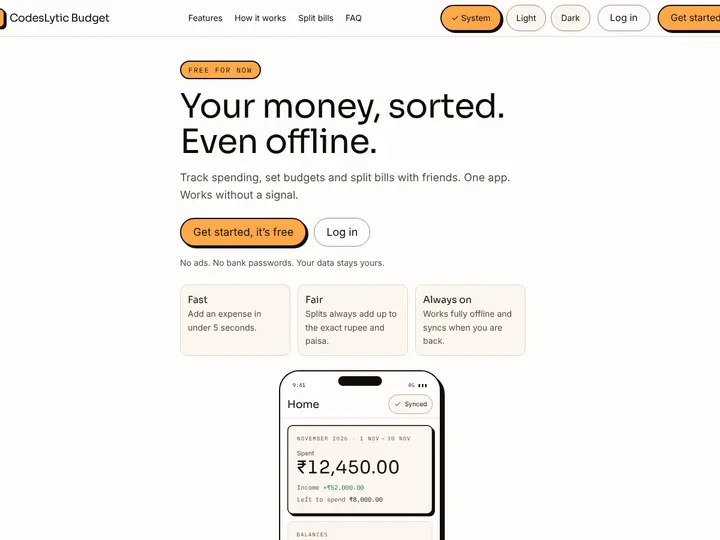 CodesLytic Budget
Features
How it works
Split bills
FAQ
✓ System
Light
Dark
Log in
Get started
FREE FOR NOW
Your money, sorted.
Even offline.
Track spending, set budgets and split bills with friends. One app.
Works without a signal.
Get started, it's free
Log in
No ads. No bank passwords. Your data stays yours.
Fast
Add an expense in
under 5 seconds.
Fair
Splits always add up to
the exact rupee and
paisa.
Always on
Works fully offline and
syncs when you are
back.
9:41
4G
Home
✓ Synced
NOVEMBER 2026 · 1 NOV – 30 NOV
Spent
₹12,450.00
Income +₹52,000.00
Left to spend ₹8,000.00
BALANCES